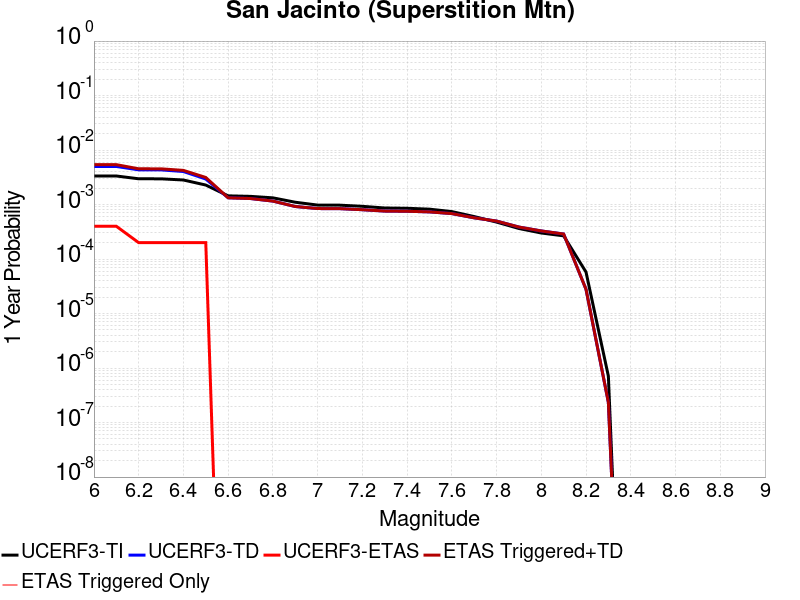 San Jacinto (Superstition Mtn)
10^0
10^-1
10^-2
10^-3
10^-4
10^-5
10^-6
10^-7
10^-8
1 Year Probability
6 6.2 6.4 6.6 6.8 7 7.2 7.4 7.6 7.8 8 8.2 8.4 8.6 8.8 9
Magnitude
UCERF3-TI UCERF3-TD UCERF3-ETAS ETAS Triggered+TD
ETAS Triggered Only